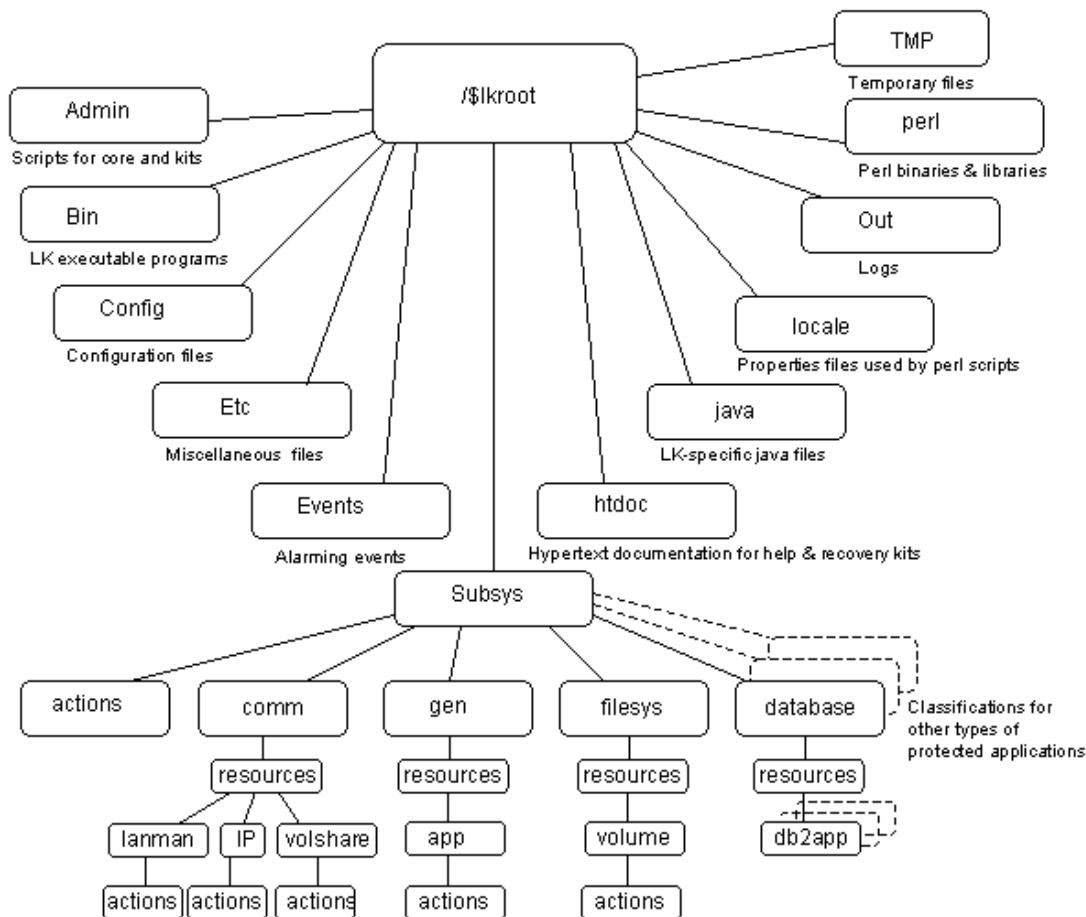 /$lkroot
TMP
Temporary files
Admin
Scripts for core and kits
perl
Perl binaries & libraries
Bin
LK executable programs
Out
Logs
Config
Configuration files
locale
Properties files used by perl scripts
Etc
Miscellaneous files
java
LK-specific java files
Events
Alarming events
htdoc
Hypertext documentation for help & recovery kits
Subsys
actions
comm
gen
filesys
database
Classifications for
other types of
protected applications
resources
resources
resources
resources
lanman
IP
volshare
app
volume
db2app
actions
actions
actions
actions
actions